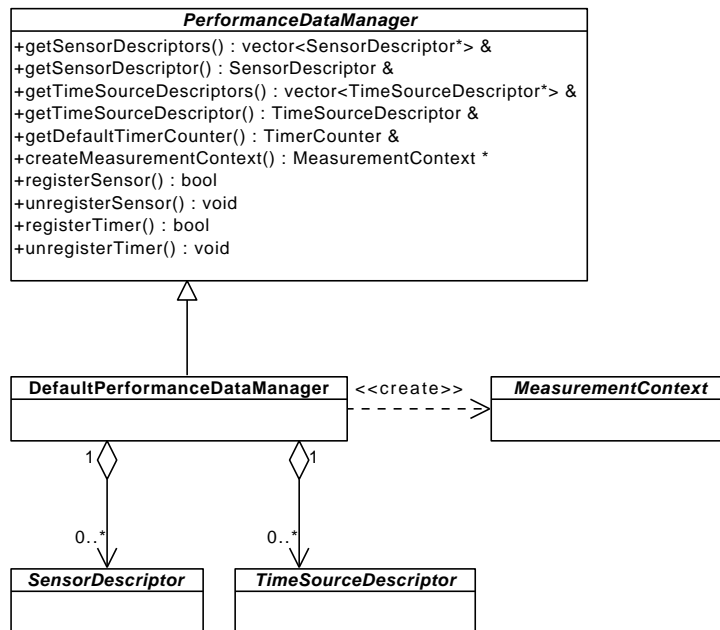 PerformanceDataManager
+getSensorDescriptors() : vector<SensorDescriptor*> &
+getSensorDescriptor() : SensorDescriptor &
+getTimeSourceDescriptors() : vector<TimeSourceDescriptor*> &
+getTimeSourceDescriptor() : TimeSourceDescriptor &
+getDefaultTimerCounter() : TimerCounter &
+createMeasurementContext() : MeasurementContext *
+registerSensor() : bool
+unregisterSensor() : void
+registerTimer() : bool
+unregisterTimer() : void
DefaultPerformanceDataManager
<<create>>
MeasurementContext
1
1
0..*
0..*
SensorDescriptor
TimeSourceDescriptor